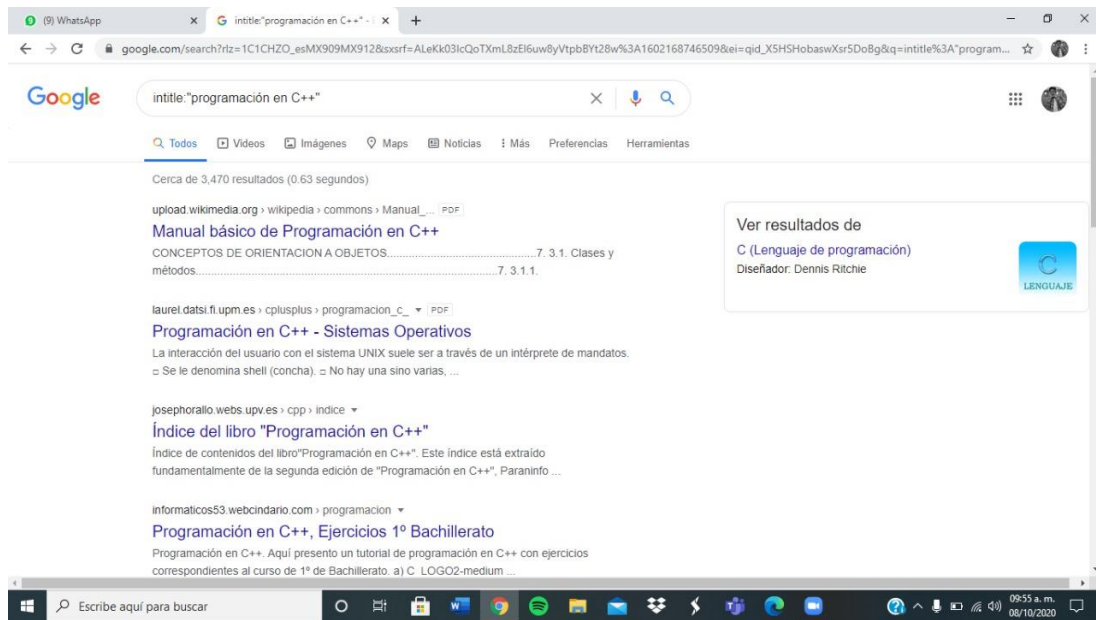 (9) WhatsApp
intitle:"programación en C++" -
google.com/search?rlz=1C1CHZO_esMX909MX912&sxsrf=ALeKk03IcQoTXmL8zEl6uw8yVtpbBYt28w%3A1602168746509&ei=qid_X5HSHobaswXsr5DoBg&q=intitle%3A"program...
Google
intitle:"programación en C++"
Todos Videos Imágenes Maps Noticias Más Preferencias Herramientas
Cerca de 3,470 resultados (0.63 segundos)
upload.wikimedia.org › wikipedia › commons › Manual_... PDF
Manual básico de Programación en C++
CONCEPTOS DE ORIENTACION A OBJETOS..............................................7. 3.1. Clases y
métodos...............................................................................................7. 3.1.1.
laurel.datsi.fi.upm.es › cplusplus › programacion_c_ PDF
Programación en C++ - Sistemas Operativos
La interacción del usuario con el sistema UNIX suele ser a través de un intérprete de mandatos.
□ Se le denomina shell (concha). □ No hay una sino varias, ...
josephorallo.webs.upv.es › cpp › indice
Índice del libro "Programación en C++"
Índice de contenidos del libro"Programación en C++". Este índice está extraído
fundamentalmente de la segunda edición de "Programación en C++", Paraninfo ...
informaticos53.webcindario.com › programacion
Programación en C++, Ejercicios 1º Bachillerato
Programación en C++. Aquí presento un tutorial de programación en C++ con ejercicios
correspondientes al curso de 1º de Bachillerato. a) C_LOGO2-medium ...
Ver resultados de
C (Lenguaje de programación)
Diseñador: Dennis Ritchie
C
LENGUAJE
Escribe aquí para buscar
09:55 a. m.
08/10/2020